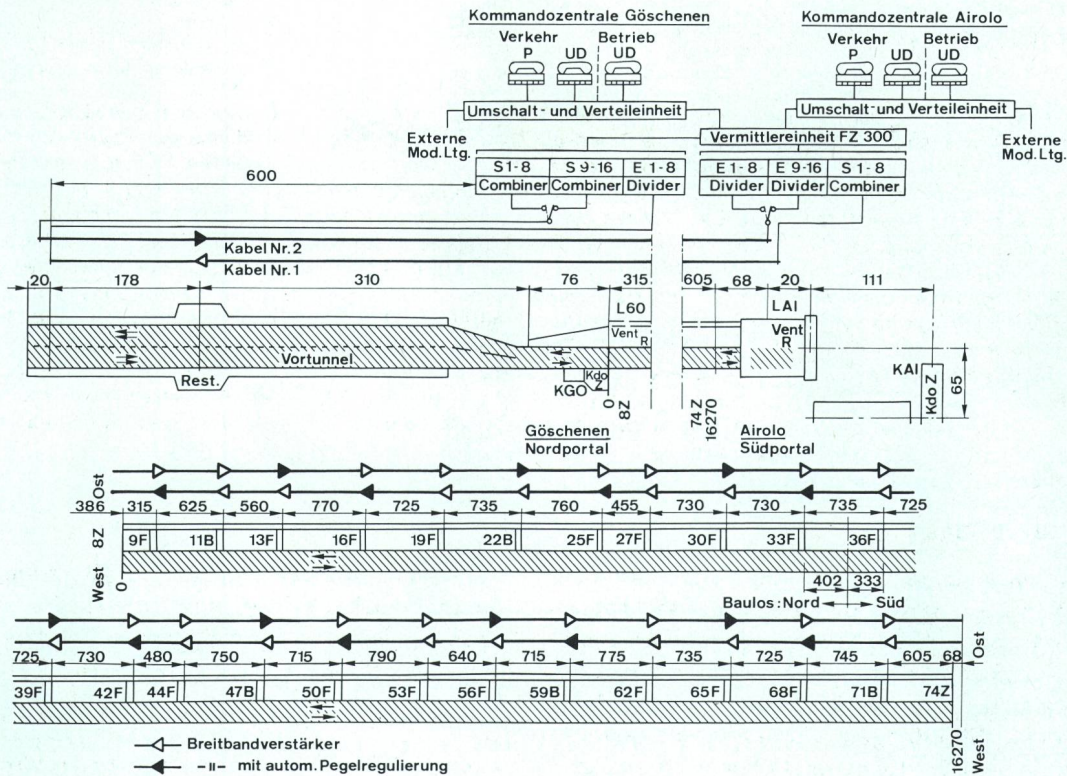 Kommandozentrale Göschenen
Kommandozentrale Airolo
Verkehr Betrieb
P UD UD
Verkehr Betrieb
P UD UD
Umschalt- und Verteileinheit
Umschalt- und Verteileinheit
Externe Mod. Ltg.
Vermittlereinheit FZ 300
Externe Mod. Ltg.
S 1-8 S 9-16 E 1-8
Combiner Combiner Divider
E 1-8 E 9-16 S 1-8
Divider Divider Combiner
600
Kabel Nr. 2
Kabel Nr. 1
20 178 310 76 315 605 68 20 111
L60
LAI
Vent R
Vent R
Vortunnel
Rest.
KGO
Kdo Z
KAI
Kdo Z
65
0
8Z
74 Z
16270
Göschenen
Nordportal
Airolo
Südportal
Ost
386 315 625 560 770 725 735 760 455 730 730 735 725
8Z
9F 11B 13F 16F 19F 22B 25F 27F 30F 33F 36F
West
0
402 333
Baulos: Nord Süd
Ost
725 730 480 750 715 790 640 715 775 735 725 745 605 68
39F 42F 44F 47B 50F 53F 56F 59B 62F 65F 68F 71B 74Z
16270
West
Breitbandverstärker
-"- mit autom. Pegelregulierung